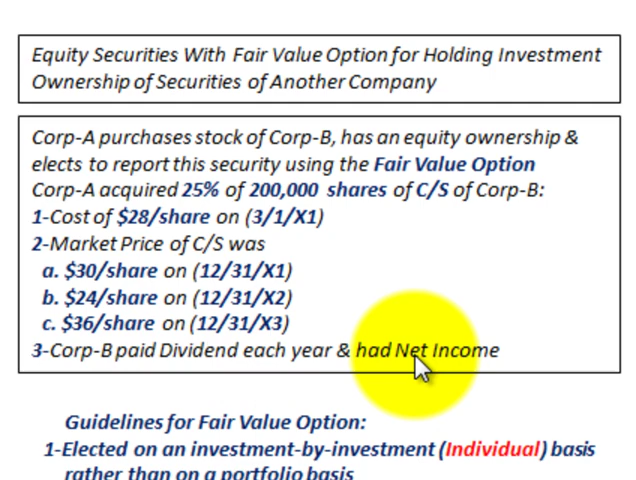 Equity Securities With Fair Value Option for Holding Investment
Ownership of Securities of Another Company
Corp-A purchases stock of Corp-B, has an equity ownership &
elects to report this security using the Fair Value Option
Corp-A acquired 25% of 200,000 shares of C/S of Corp-B:
1-Cost of $28/share on (3/1/X1)
2-Market Price of C/S was
a. $30/share on (12/31/X1)
b. $24/share on (12/31/X2)
c. $36/share on (12/31/X3)
3-Corp-B paid Dividend each year & had Net Income
Guidelines for Fair Value Option:
1-Elected on an investment-by-investment (Individual) basis
rather than on a portfolio basis